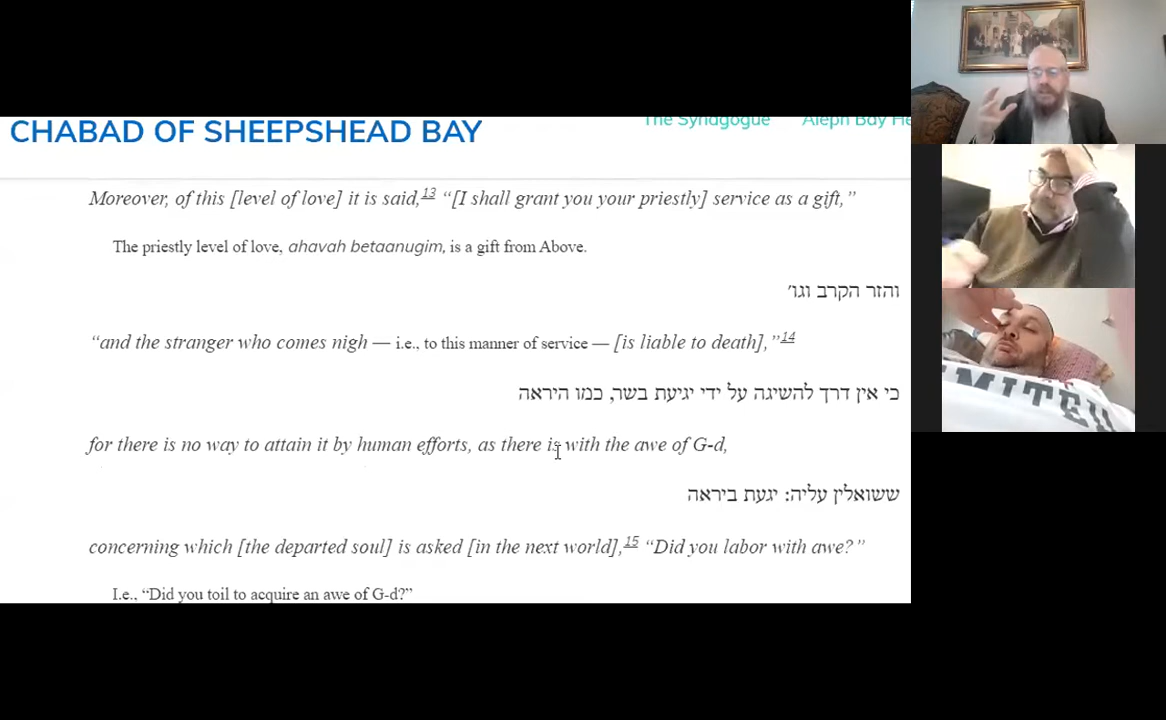 CHABAD OF SHEEPSHEAD BAY
The Synagogue
Aleph Bay He
Moreover, of this [level of love] it is said,13 “[I shall grant you your priestly] service as a gift,”
The priestly level of love, ahavah betaanugim, is a gift from Above.
והזר הקרב וגו׳
“and the stranger who comes nigh — i.e., to this manner of service — [is liable to death],”14
כי אין דרך להשיגה על ידי יגיעת בשר, כמו היראה
for there is no way to attain it by human efforts, as there is with the awe of G-d,
ששואלין עליה: יגעת ביראה
concerning which [the departed soul] is asked [in the next world],15 “Did you labor with awe?”
I.e., “Did you toil to acquire an awe of G-d?”